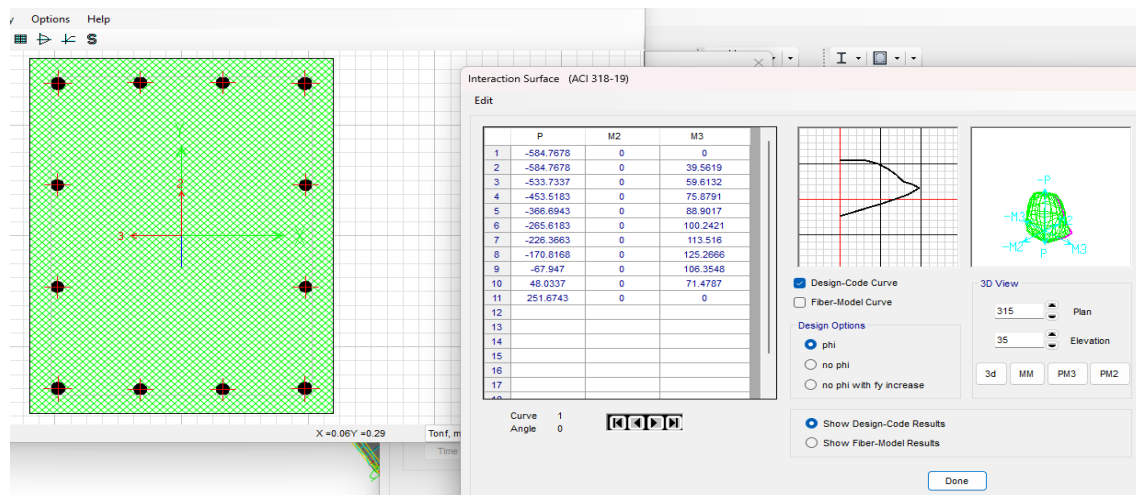 Options Help
S
Y
2
3
X
X =0.06Y =0.29 Tonf, m
Time
Interaction Surface (ACI 318-19)
Edit
P M2 M3
1 -584.7678 0 0
2 -584.7678 0 39.5619
3 -533.7337 0 59.6132
4 -453.5183 0 75.8791
5 -366.6943 0 88.9017
6 -265.6183 0 100.2421
7 -226.3663 0 113.516
8 -170.8168 0 125.2666
9 -67.947 0 106.3548
10 48.0337 0 71.4787
11 251.6743 0 0
12
13
14
15
16
17
Curve 1
Angle 0
-P
-M3
-M2 P M3
Design-Code Curve
Fiber-Model Curve
Design Options
phi
no phi
no phi with fy increase
3D View
315 Plan
35 Elevation
3d MM PM3 PM2
Show Design-Code Results
Show Fiber-Model Results
Done